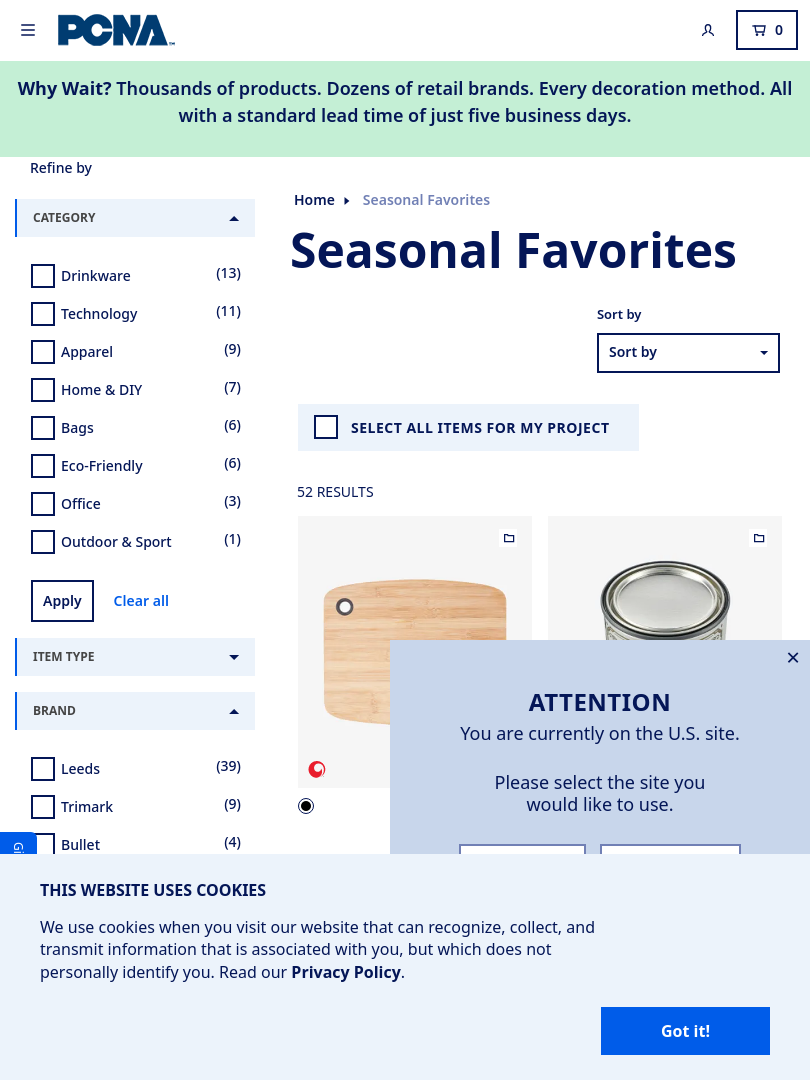 PCNA
0
Why Wait? Thousands of products. Dozens of retail brands. Every decoration method. All
with a standard lead time of just five business days.
Refine by
CATEGORY
Drinkware (13)
Technology (11)
Apparel (9)
Home & DIY (7)
Bags (6)
Eco-Friendly (6)
Office (3)
Outdoor & Sport (1)
Apply Clear all
ITEM TYPE
BRAND
Leeds (39)
Trimark (9)
Bullet (4)
Home Seasonal Favorites
Seasonal Favorites
Sort by
Sort by
SELECT ALL ITEMS FOR MY PROJECT
52 RESULTS
ATTENTION
You are currently on the U.S. site.
Please select the site you
would like to use.
THIS WEBSITE USES COOKIES
We use cookies when you visit our website that can recognize, collect, and
transmit information that is associated with you, but which does not
personally identify you. Read our Privacy Policy.
Got it!